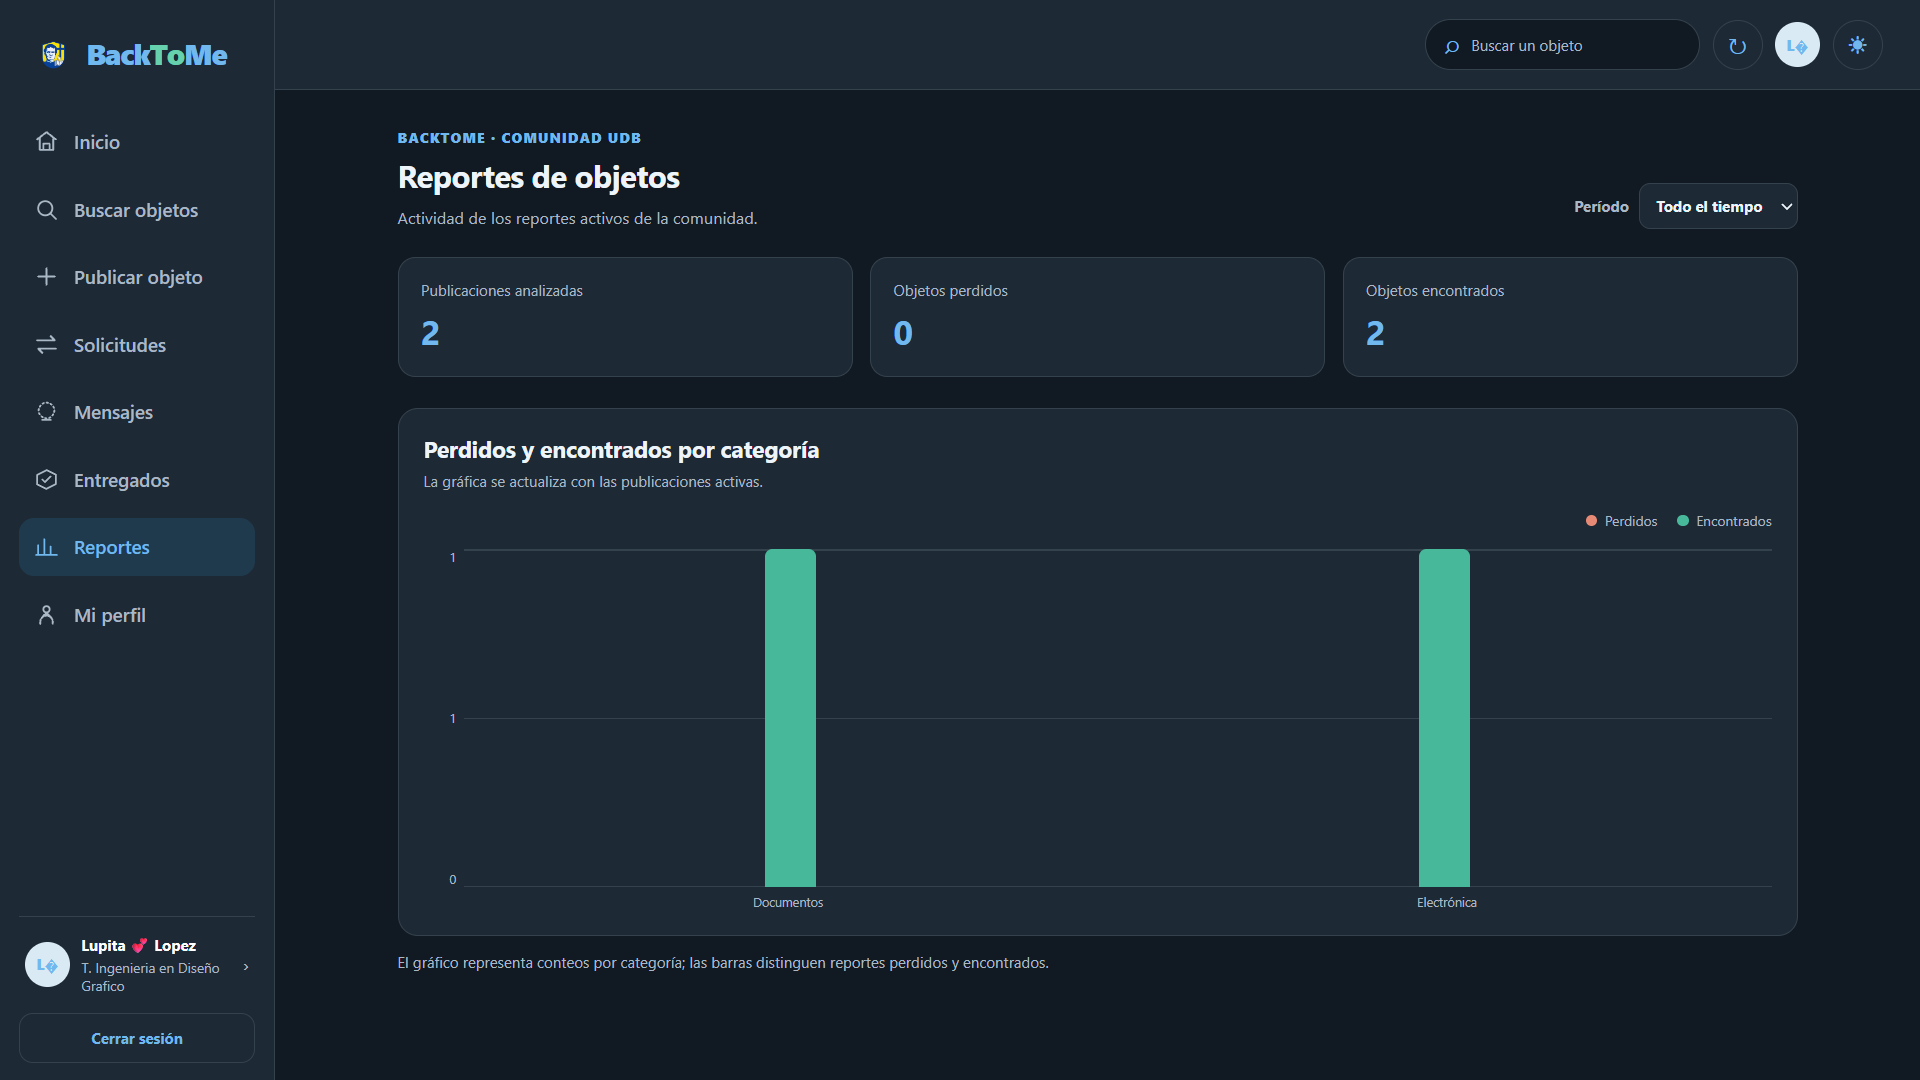 BackToMe
Inicio
Buscar objetos
Publicar objeto
Solicitudes
Mensajes
Entregados
Reportes
Mi perfil
L�
Lupita 💕 Lopez
T. Ingenieria en Diseño
Grafico
›
Cerrar sesión
Buscar un objeto
L�
BACKTOME · COMUNIDAD UDB
Reportes de objetos
Actividad de los reportes activos de la comunidad.
Período
Todo el tiempo
Publicaciones analizadas
2
Objetos perdidos
0
Objetos encontrados
2
Perdidos y encontrados por categoría
La gráfica se actualiza con las publicaciones activas.
Perdidos
Encontrados
1
1
0
Documentos
Electrónica
El gráfico representa conteos por categoría; las barras distinguen reportes perdidos y encontrados.